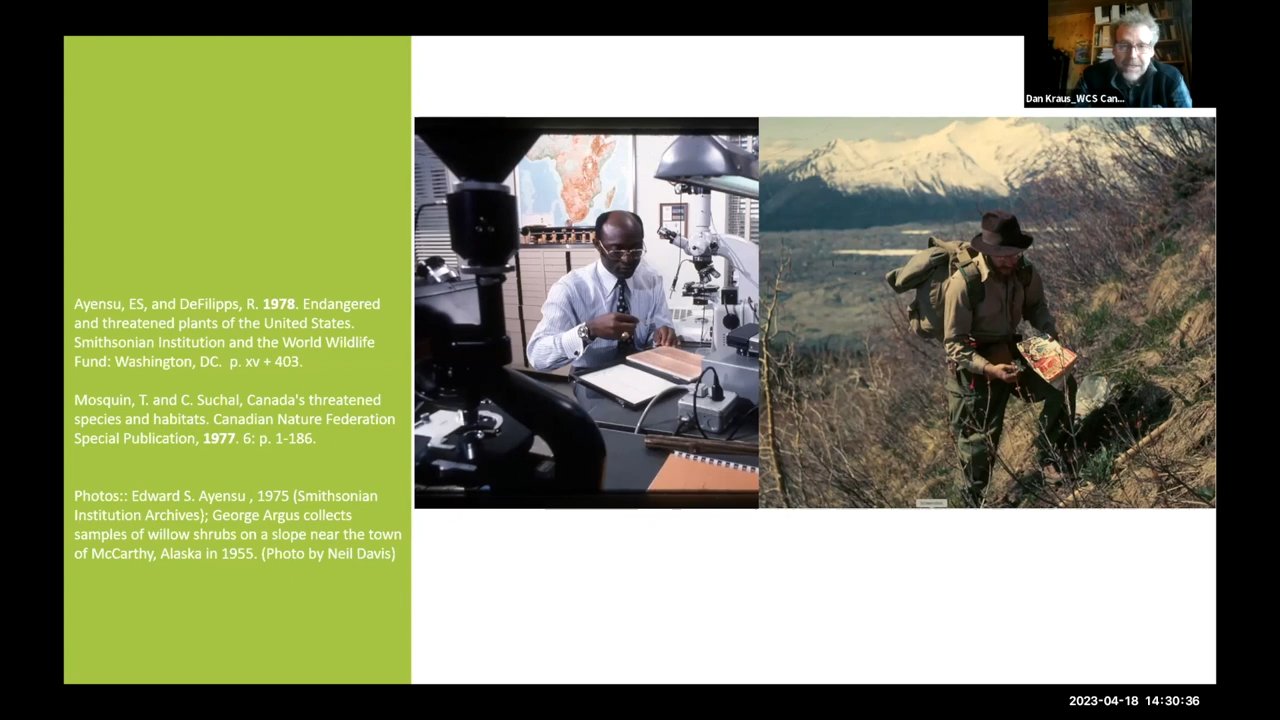 Dan Kraus_WCS Can...
Ayensu, ES, and DeFilipps, R. 1978. Endangered
and threatened plants of the United States.
Smithsonian Institution and the World Wildlife
Fund: Washington, DC.  p. xv + 403.
Mosquin, T. and C. Suchal, Canada's threatened
species and habitats. Canadian Nature Federation
Special Publication, 1977. 6: p. 1-186.
Photos:: Edward S. Ayensu , 1975 (Smithsonian
Institution Archives); George Argus collects
samples of willow shrubs on a slope near the town
of McCarthy, Alaska in 1955. (Photo by Neil Davis)
2023-04-18 14:30:36